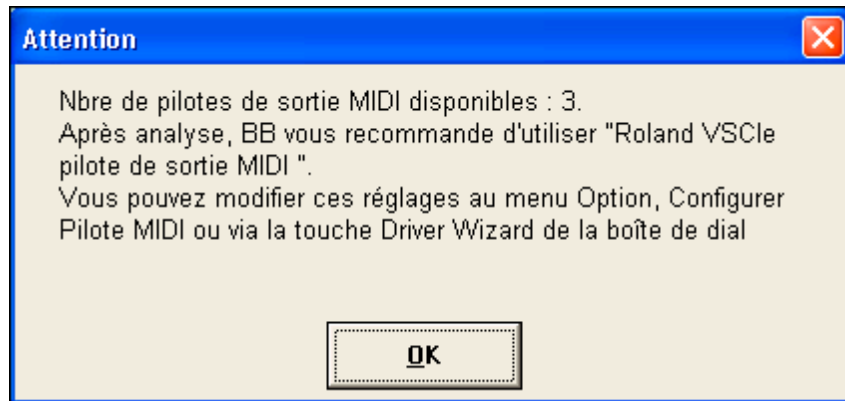 Attention
Nbre de pilotes de sortie MIDI disponibles : 3.
Après analyse, BB vous recommande d'utiliser "Roland VSCle
pilote de sortie MIDI ".
Vous pouvez modifier ces réglages au menu Option, Configurer
Pilote MIDI ou via la touche Driver Wizard de la boîte de dial
OK